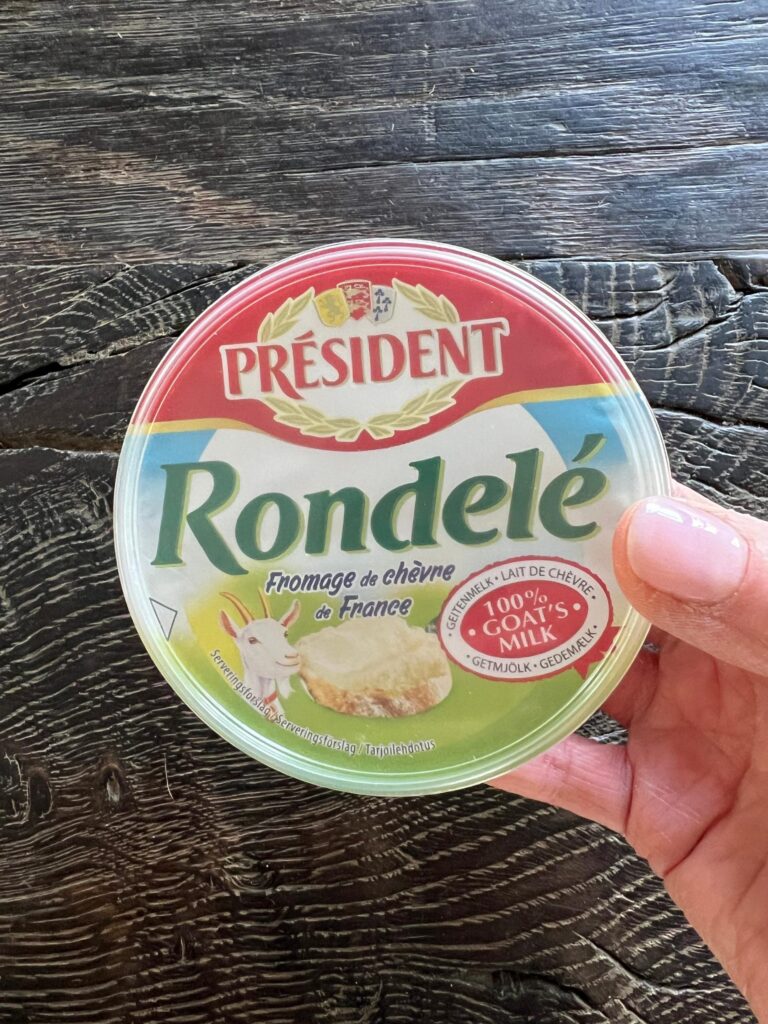 PRÉSIDENT
Rondelé
Fromage de chèvre
de France
GEITENMELK • LAIT DE CHÈVRE •
100%
• GOAT'S •
MILK
• GETMJÖLK • GEDEMÆLK •
Serveringsforslag / Serveringsförslag / Tarjoiluehdotus